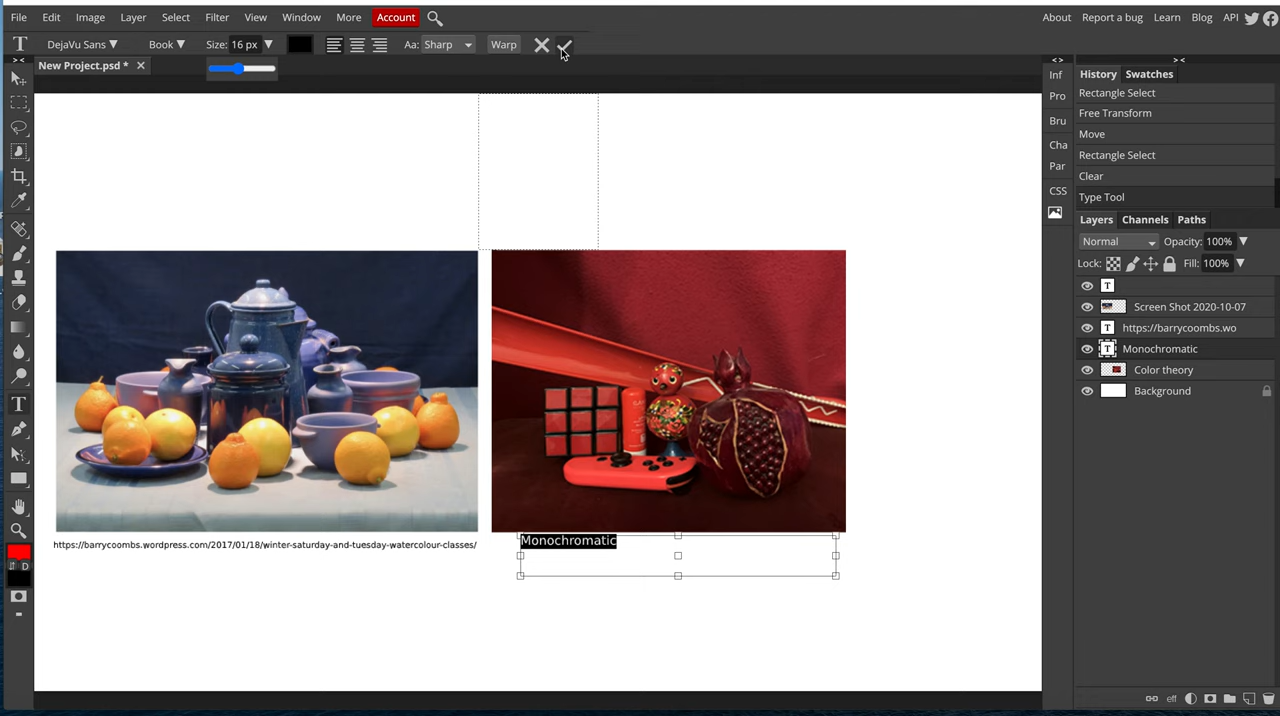 File Edit Image Layer Select Filter View Window More Account About Report a bug Learn Blog API
T DejaVu Sans Book Size: 16 px Aa: Sharp Warp
New Project.psd *
Inf
Pro
Bru
Cha
Par
CSS
History Swatches
Rectangle Select
Free Transform
Move
Rectangle Select
Clear
Type Tool
Layers Channels Paths
Normal Opacity: 100%
Lock: Fill: 100%
T
Screen Shot 2020-10-07
T https://barrycoombs.wo
T Monochromatic
Color theory
Background
T
D
https://barrycoombs.wordpress.com/2017/01/18/winter-saturday-and-tuesday-watercolour-classes/
Monochromatic
eff